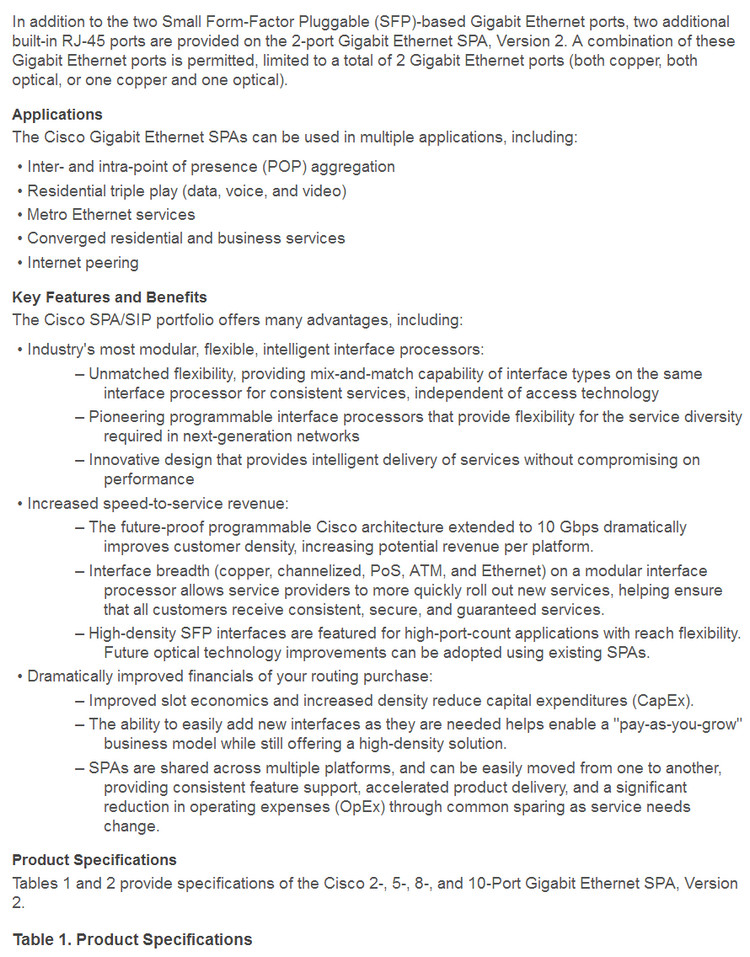 In addition to the two Small Form-Factor Pluggable (SFP)-based Gigabit Ethernet ports, two additional
built-in RJ-45 ports are provided on the 2-port Gigabit Ethernet SPA, Version 2. A combination of these
Gigabit Ethernet ports is permitted, limited to a total of 2 Gigabit Ethernet ports (both copper, both
optical, or one copper and one optical).
Applications
The Cisco Gigabit Ethernet SPAs can be used in multiple applications, including:
• Inter- and intra-point of presence (POP) aggregation
• Residential triple play (data, voice, and video)
• Metro Ethernet services
• Converged residential and business services
• Internet peering
Key Features and Benefits
The Cisco SPA/SIP portfolio offers many advantages, including:
• Industry's most modular, flexible, intelligent interface processors:
– Unmatched flexibility, providing mix-and-match capability of interface types on the same
interface processor for consistent services, independent of access technology
– Pioneering programmable interface processors that provide flexibility for the service diversity
required in next-generation networks
– Innovative design that provides intelligent delivery of services without compromising on
performance
• Increased speed-to-service revenue:
– The future-proof programmable Cisco architecture extended to 10 Gbps dramatically
improves customer density, increasing potential revenue per platform.
– Interface breadth (copper, channelized, PoS, ATM, and Ethernet) on a modular interface
processor allows service providers to more quickly roll out new services, helping ensure
that all customers receive consistent, secure, and guaranteed services.
– High-density SFP interfaces are featured for high-port-count applications with reach flexibility.
Future optical technology improvements can be adopted using existing SPAs.
• Dramatically improved financials of your routing purchase:
– Improved slot economics and increased density reduce capital expenditures (CapEx).
– The ability to easily add new interfaces as they are needed helps enable a "pay-as-you-grow"
business model while still offering a high-density solution.
– SPAs are shared across multiple platforms, and can be easily moved from one to another,
providing consistent feature support, accelerated product delivery, and a significant
reduction in operating expenses (OpEx) through common sparing as service needs
change.
Product Specifications
Tables 1 and 2 provide specifications of the Cisco 2-, 5-, 8-, and 10-Port Gigabit Ethernet SPA, Version
2.
Table 1. Product Specifications